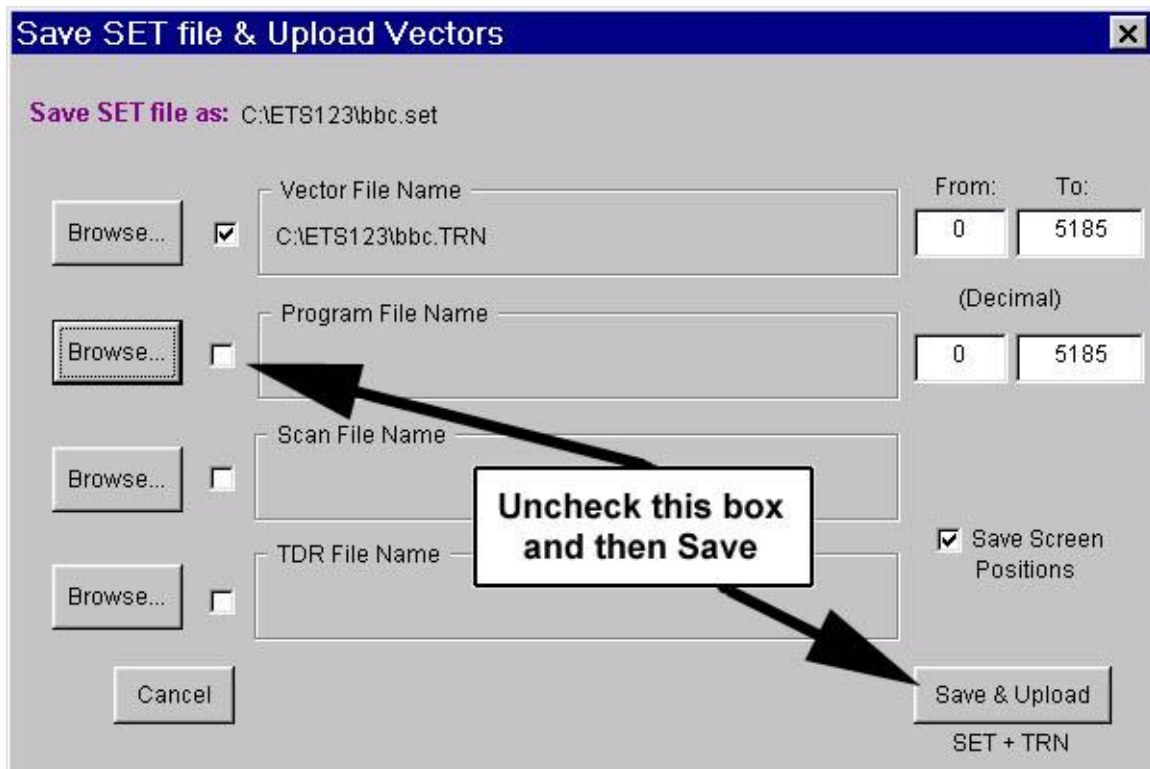 Save SET file & Upload Vectors
Save SET file as: C:\ETS123\bbc.set
Vector File Name
From: To:
Browse... C:\ETS123\bbc.TRN 0 5185
(Decimal)
Program File Name
Browse... 0 5185
Scan File Name
Browse...
Uncheck this box
and then Save
TDR File Name
Save Screen
Positions
Browse...
Cancel
Save & Upload
SET + TRN